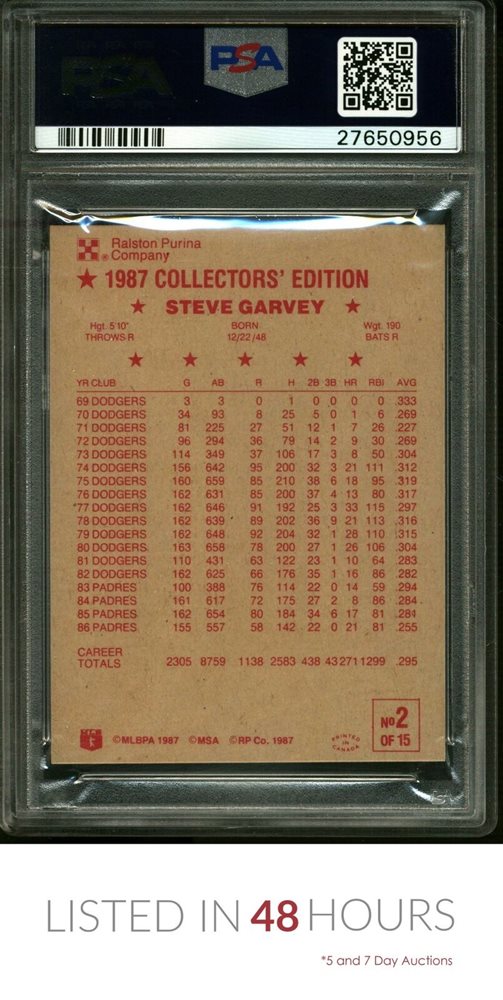 PSA
PSA
27650956
Ralston Purina
Company
★ 1987 COLLECTORS' EDITION
★ STEVE GARVEY ★
Hgt. 5'10" BORN Wgt. 190
THROWS R 12/22/48 BATS R
★ ★ ★ ★ ★
YR CLUB G AB R H 2B 3B HR RBI AVG
69 DODGERS 3 3 0 1 0 0 0 0 .333
70 DODGERS 34 93 8 25 5 0 1 6 .269
71 DODGERS 81 225 27 51 12 1 7 26 .227
72 DODGERS 96 294 36 79 14 2 9 30 .269
73 DODGERS 114 349 37 106 17 3 8 50 .304
74 DODGERS 156 642 95 200 32 3 21 111 .312
75 DODGERS 160 659 85 210 38 6 18 95 .319
76 DODGERS 162 631 85 200 37 4 13 80 .317
'77 DODGERS 162 646 91 192 25 3 33 115 .297
78 DODGERS 162 639 89 202 36 9 21 113 .316
79 DODGERS 162 648 92 204 32 1 28 110 .315
80 DODGERS 163 658 78 200 27 1 26 106 .304
81 DODGERS 110 431 63 122 23 1 10 64 .283
82 DODGERS 162 625 66 176 35 1 16 86 .282
83 PADRES 100 388 76 114 22 0 14 59 .294
84 PADRES 161 617 72 175 27 2 8 86 .284
85 PADRES 162 654 80 184 34 6 17 81 .281
86 PADRES 155 557 58 142 22 0 21 81 .255
CAREER
TOTALS 2305 8759 1138 2583 438 43 271 1299 .295
©MLBPA 1987 ©MSA ©RP Co. 1987
PRINTED
IN
CANADA
No 2
OF 15
LISTED IN 48 HOURS
*5 and 7 Day Auctions